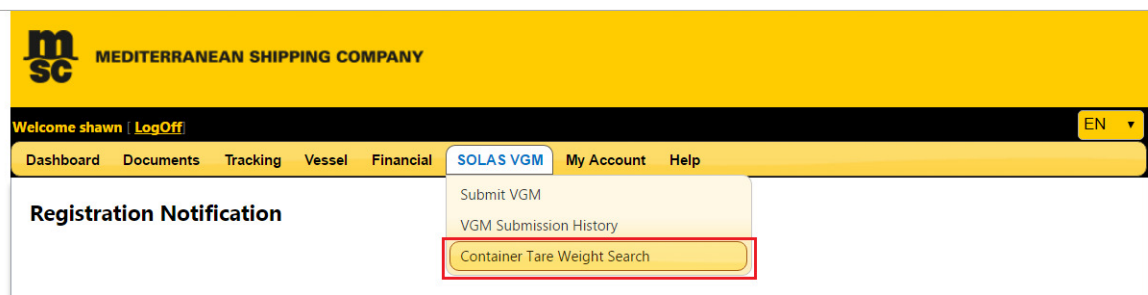 m
sc
MEDITERRANEAN SHIPPING COMPANY
Welcome shawn [ LogOff]
EN
Dashboard Documents Tracking Vessel Financial SOLAS VGM My Account Help
Registration Notification
Submit VGM
VGM Submission History
Container Tare Weight Search